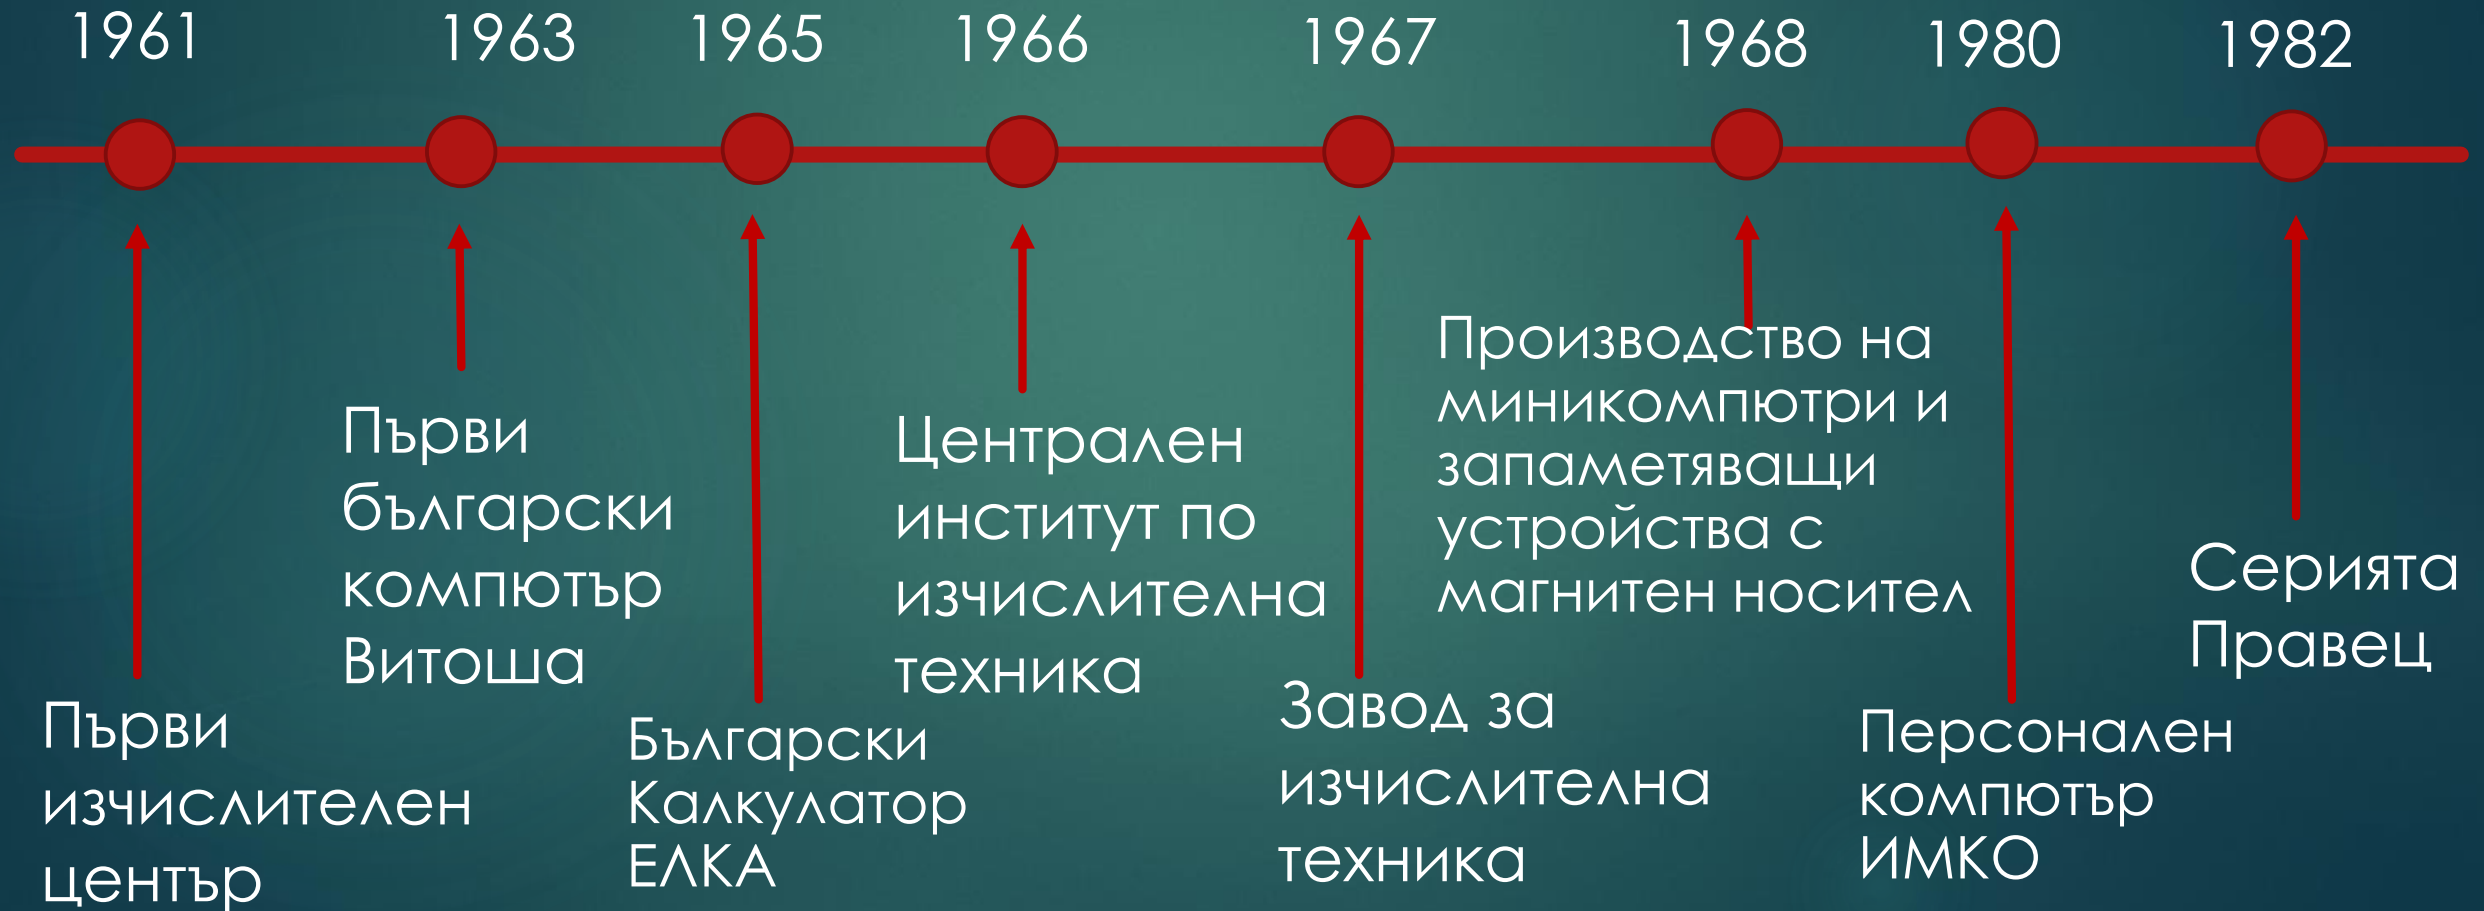 1961
1963
1965
1966
1967
1968
1980
1982
Първи
изчислителен
център
Първи
български
компютър
Витоша
Български
Калкулатор
ЕЛКА
Централен
институт по
изчислителна
техника
Завод за
изчислителна
техника
Производство на
миникомпютри и
запаметяващи
устройства с
магнитен носител
Персонален
компютър
ИМКО
Серията
Правец